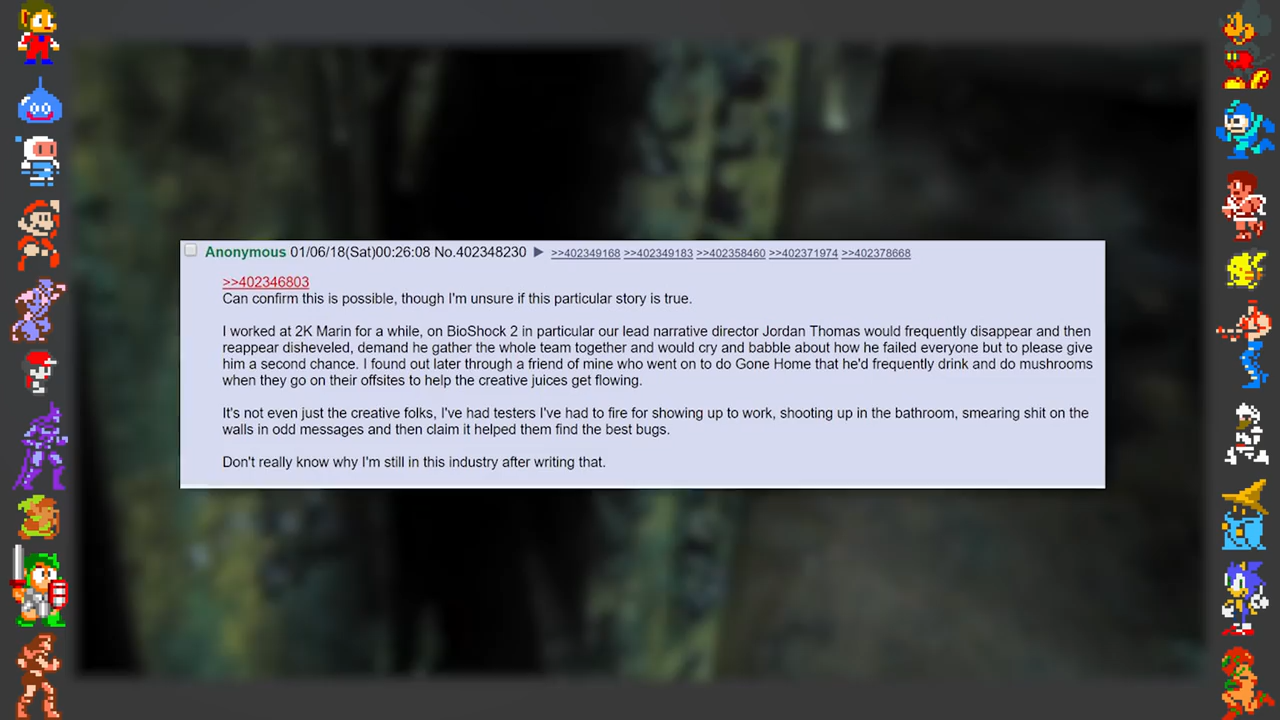 Anonymous 01/06/18(Sat)00:26:08 No.402348230 ▶ >>402349168 >>402349183 >>402358460 >>402371974 >>402378668
>>402346803
Can confirm this is possible, though I'm unsure if this particular story is true.
I worked at 2K Marin for a while, on BioShock 2 in particular our lead narrative director Jordan Thomas would frequently disappear and then
reappear disheveled, demand he gather the whole team together and would cry and babble about how he failed everyone but to please give
him a second chance. I found out later through a friend of mine who went on to do Gone Home that he'd frequently drink and do mushrooms
when they go on their offsites to help the creative juices get flowing.
It's not even just the creative folks, I've had testers I've had to fire for showing up to work, shooting up in the bathroom, smearing shit on the
walls in odd messages and then claim it helped them find the best bugs.
Don't really know why I'm still in this industry after writing that.